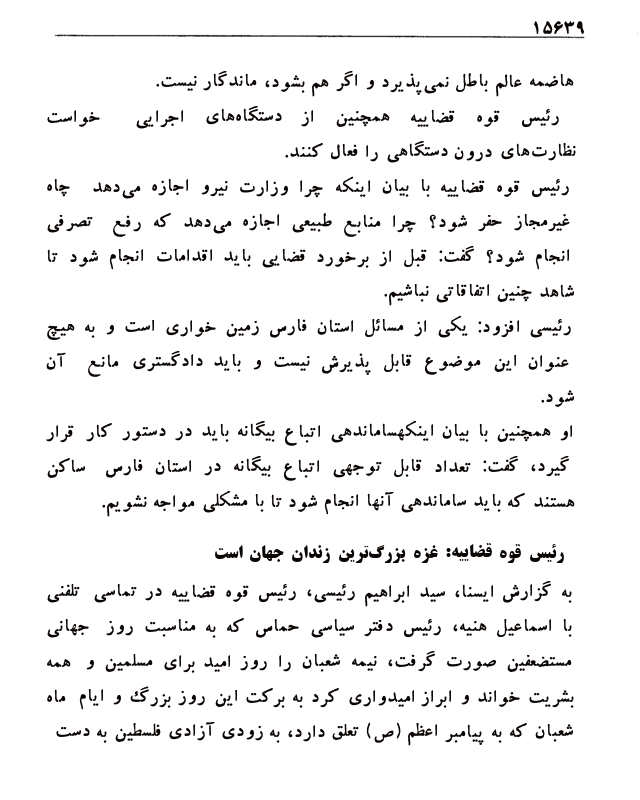 ۱۵۶۳۹
هاضمه عالم باطل نمی‌پذیرد و اگر هم بشود، ماندگار نیست.
رئیس قوه قضاییه همچنین از دستگاه‌های اجرایی خواست
نظارت‌های درون دستگاهی را فعال کنند.
رئیس قوه قضاییه با بیان اینکه چرا وزارت نیرو اجازه می‌دهد چاه
غیرمجاز حفر شود؟ چرا منابع طبیعی اجازه می‌دهد که رفع تصرفی
انجام شود؟ گفت: قبل از برخورد قضایی باید اقدامات انجام شود تا
شاهد چنین اتفاقاتی نباشیم.
رئیسی افزود: یکی از مسائل استان فارس زمین خواری است و به هیچ
عنوان این موضوع قابل پذیرش نیست و باید دادگستری مانع آن
شود.
او همچنین با بیان اینکهساماندهی اتباع بیگانه باید در دستور کار قرار
گیرد، گفت: تعداد قابل توجهی اتباع بیگانه در استان فارس ساکن
هستند که باید ساماندهی آنها انجام شود تا با مشکلی مواجه نشویم.
رئیس قوه قضاییه: غزه بزرگ‌ترین زندان جهان است
به گزارش ایسنا، سید ابراهیم رئیسی، رئیس قوه قضاییه در تماسی تلفنی
با اسماعیل هنیه، رئیس دفتر سیاسی حماس که به مناسبت روز جهانی
مستضعفین صورت گرفت، نیمه شعبان را روز امید برای مسلمین و همه
بشریت خواند و ابراز امیدواری کرد به برکت این روز بزرگ و ایام ماه
شعبان که به پیامبر اعظم (ص) تعلق دارد، به زودی آزادی فلسطین به دست